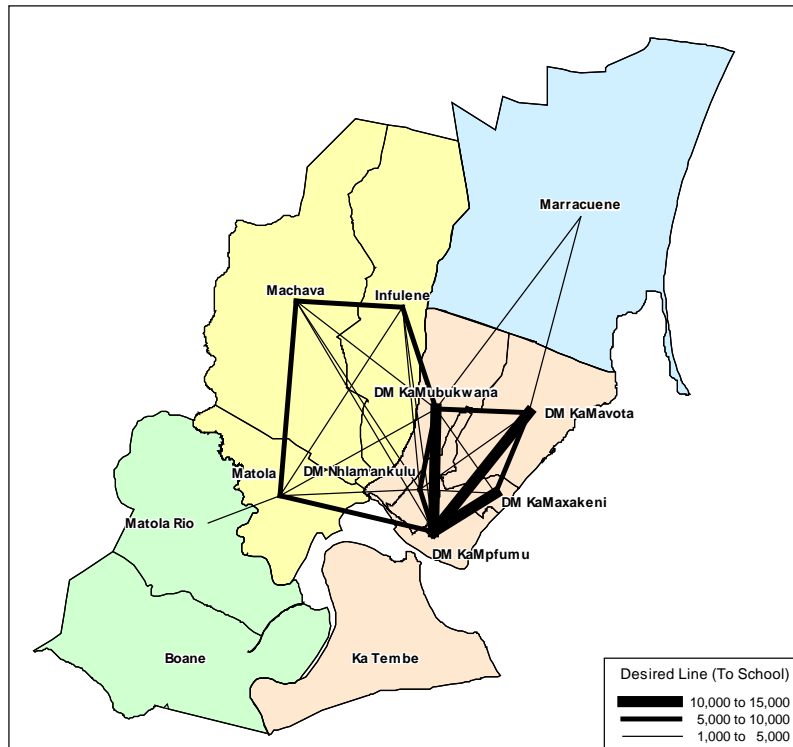 Marracuene
Machava
Infulene
DM KaMubukwana
DM KaMavota
Matola
DM Nhlamankulu
DM KaMaxakeni
Matola Rio
DM KaMpfumu
Boane
Ka Tembe
Desired Line (To School)
10,000 to 15,000
5,000 to 10,000
1,000 to 5,000